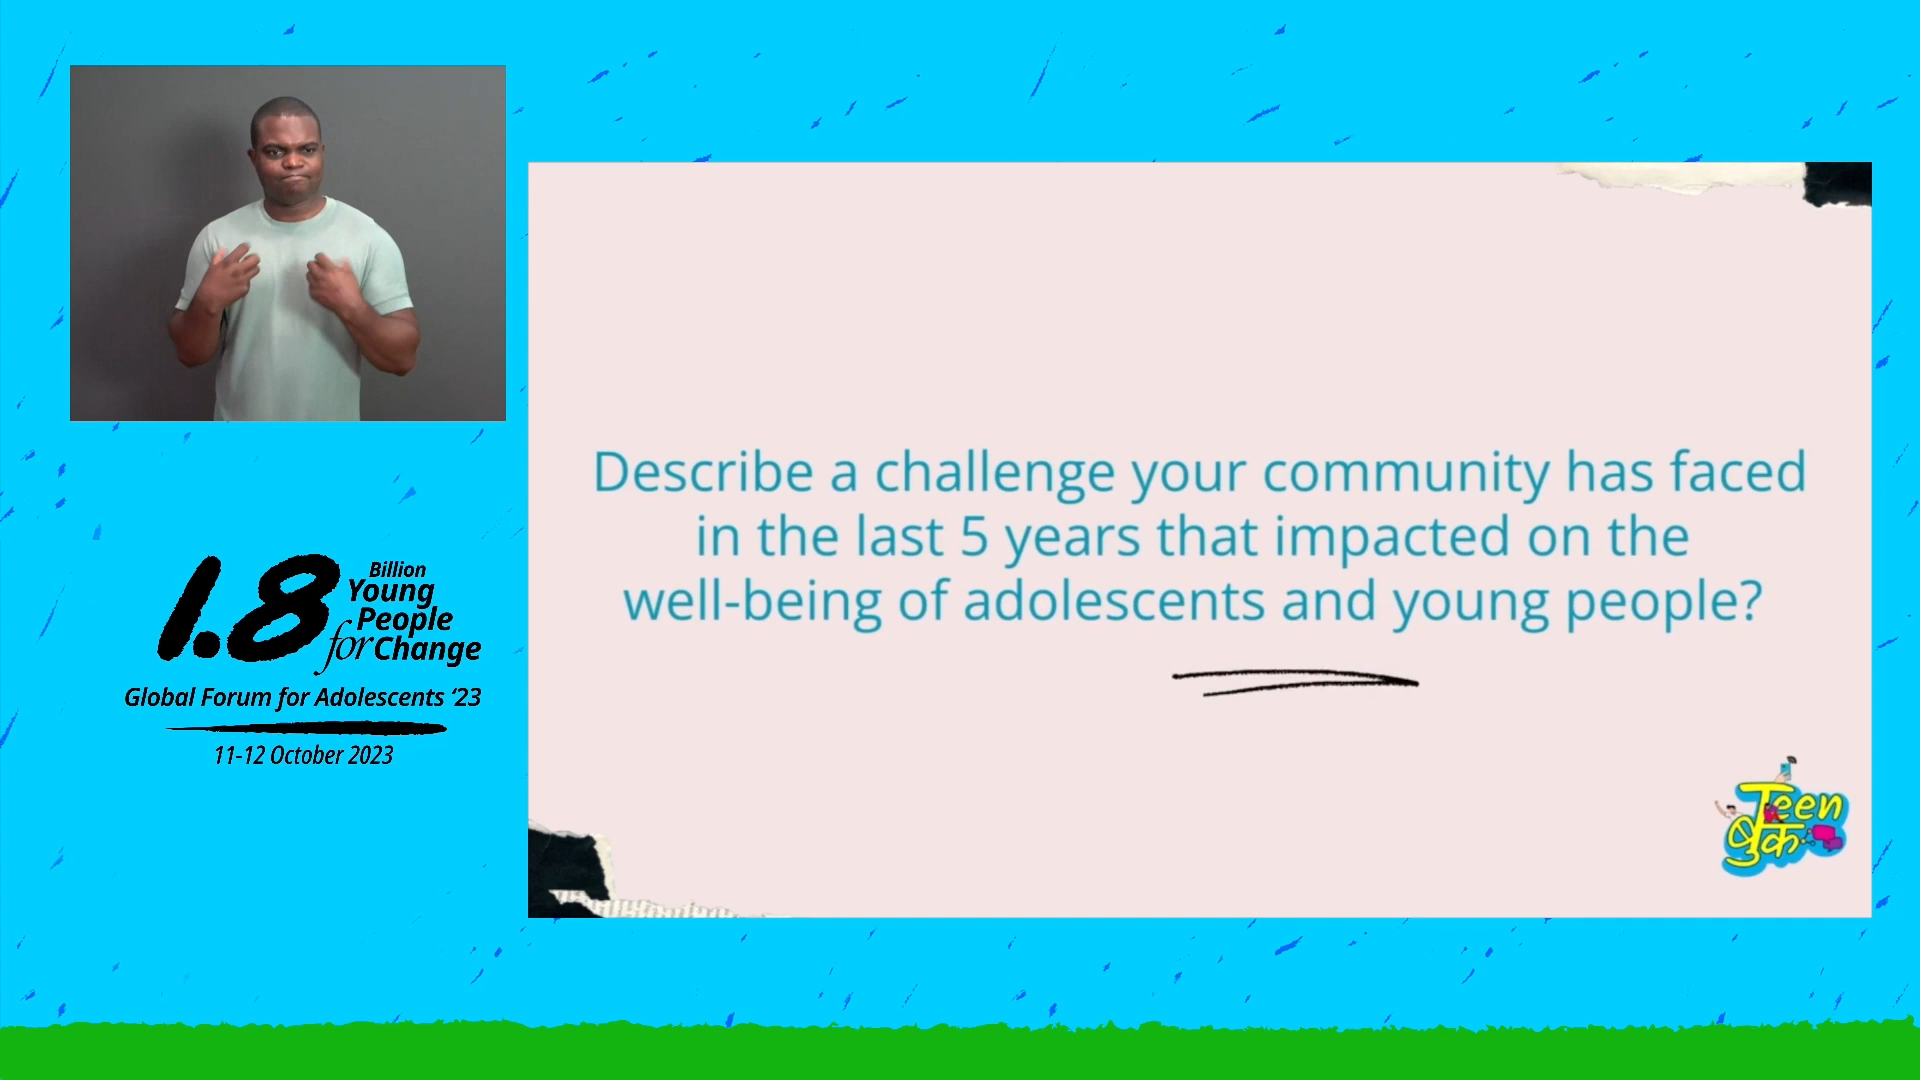 Describe a challenge your community has faced
in the last 5 years that impacted on the
well-being of adolescents and young people?
1.8
Billion
Young
People
for Change
Global Forum for Adolescents ‘23
11-12 October 2023
Teen
बुक